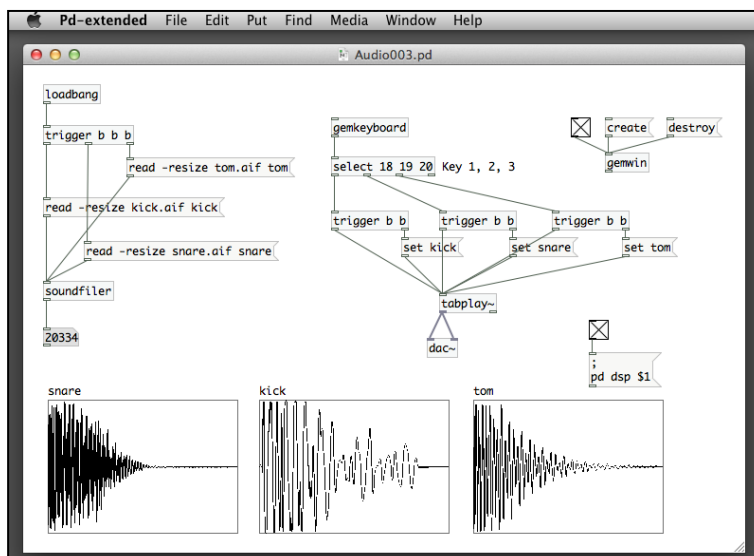 Pd-extended File Edit Put Find Media Window Help
Audio003.pd
loadbang
trigger b b b
read -resize tom.aif tom
read -resize kick.aif kick
read -resize snare.aif snare
soundfiler
20334
gemkeyboard
select 18 19 20 Key 1, 2, 3
trigger b b trigger b b trigger b b
set kick set snare set tom
tabplay~
dac~
create destroy
gemwin
;
pd dsp $1
snare kick tom